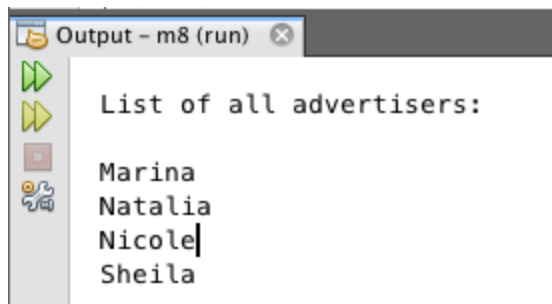 Output – m8 (run)
List of all advertisers:
Marina
Natalia
Nicole
Sheila